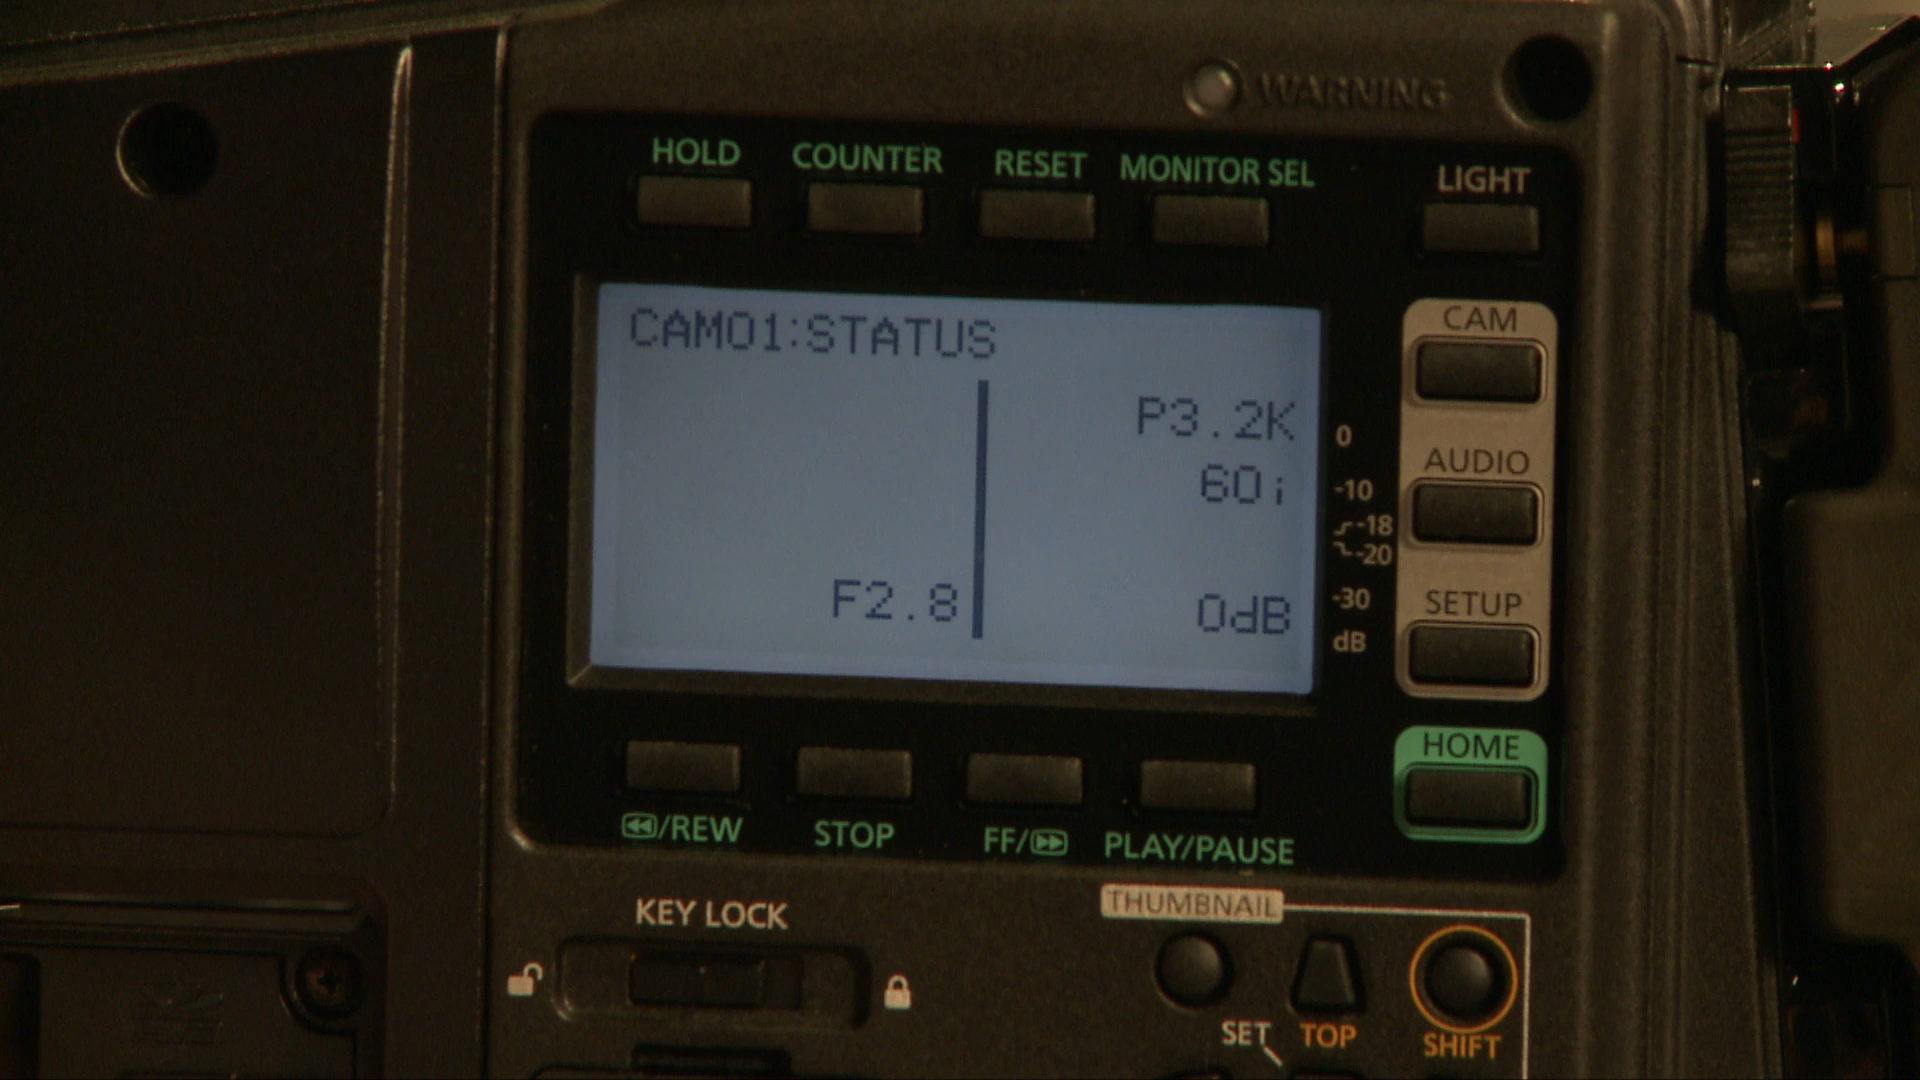 WARNING
HOLD COUNTER RESET MONITOR SEL LIGHT
CAM01:STATUS
CAM
P3.2K
0
60i
AUDIO
-10
-18
-20
F2.8
0dB
-30
dB
SETUP
HOME
/REW STOP FF/ PLAY/PAUSE
KEY LOCK
THUMBNAIL
SET TOP SHIFT